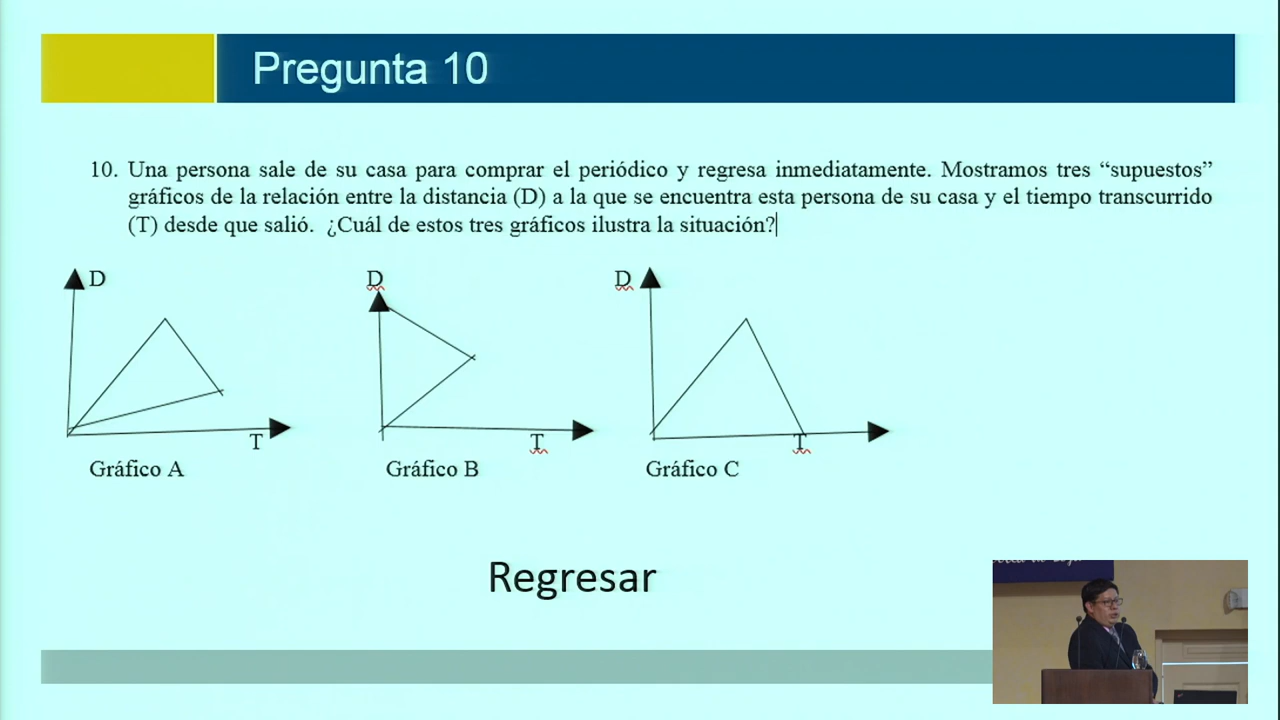 Pregunta 10
10. Una persona sale de su casa para comprar el periódico y regresa inmediatamente. Mostramos tres “supuestos”
gráficos de la relación entre la distancia (D) a la que se encuentra esta persona de su casa y el tiempo transcurrido
(T) desde que salió. ¿Cuál de estos tres gráficos ilustra la situación?
D
D
D
T
T
T
Gráfico A
Gráfico B
Gráfico C
Regresar